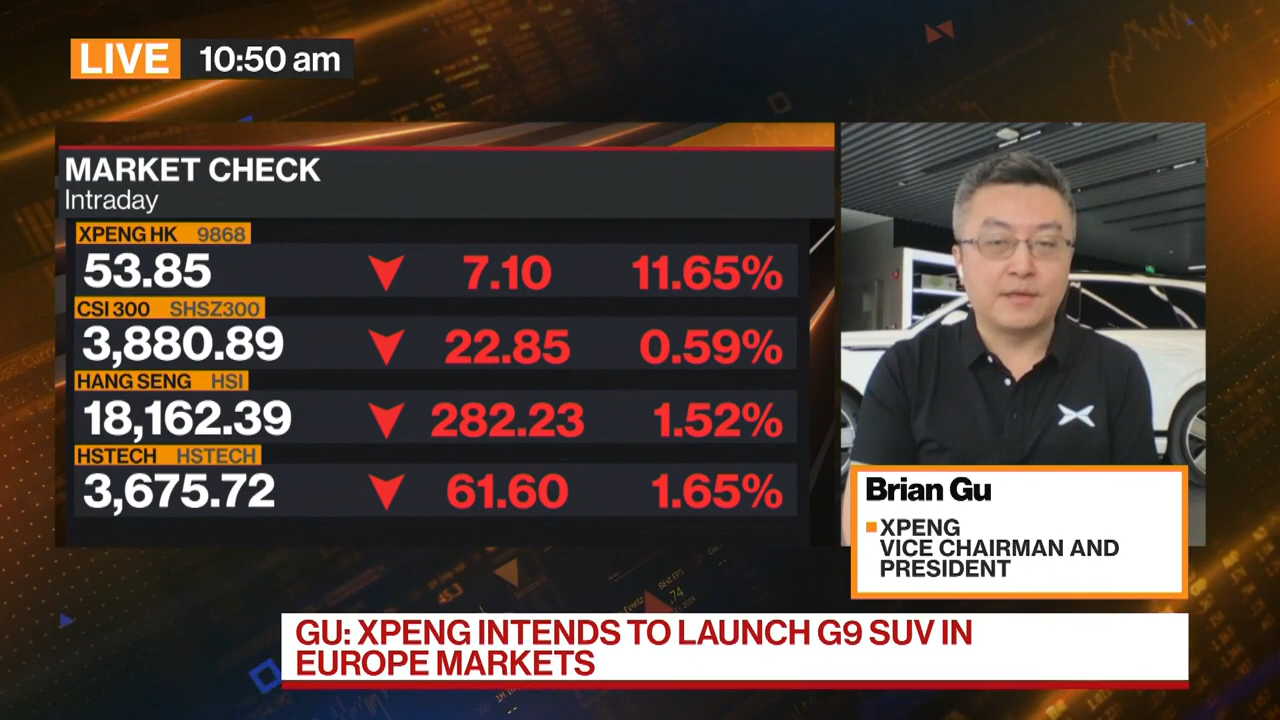 LIVE 10:50 am
MARKET CHECK
Intraday
XPENG HK 9868
53.85 7.10 11.65%
CSI 300 SHSZ300
3,880.89 22.85 0.59%
HANG SENG HSI
18,162.39 282.23 1.52%
HSTECH HSTECH
3,675.72 61.60 1.65%
Brian Gu
XPENG
VICE CHAIRMAN AND
PRESIDENT
GU: XPENG INTENDS TO LAUNCH G9 SUV IN
EUROPE MARKETS